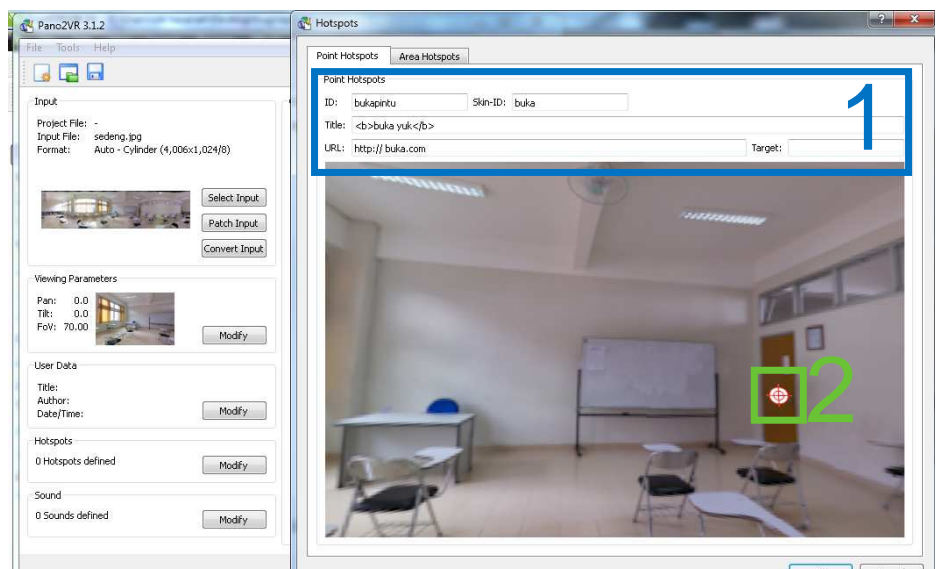 Pano2VR 3.1.2
File Tools Help
Input
Project File: -
Input File: sedeng.jpg
Format: Auto - Cylinder (4,006x1,024/8)
Select Input
Patch Input
Convert Input
Viewing Parameters
Pan: 0.0
Tilt: 0.0
FoV: 70.00
Modify
User Data
Title:
Author:
Date/Time:
Modify
Hotspots
0 Hotspots defined
Modify
Sound
0 Sounds defined
Modify
Hotspots
Point Hotspots Area Hotspots
Point Hotspots
ID: bukapintu Skin-ID: buka
Title: <b>buka yuk</b>
URL: http:// buka.com Target:
1
2